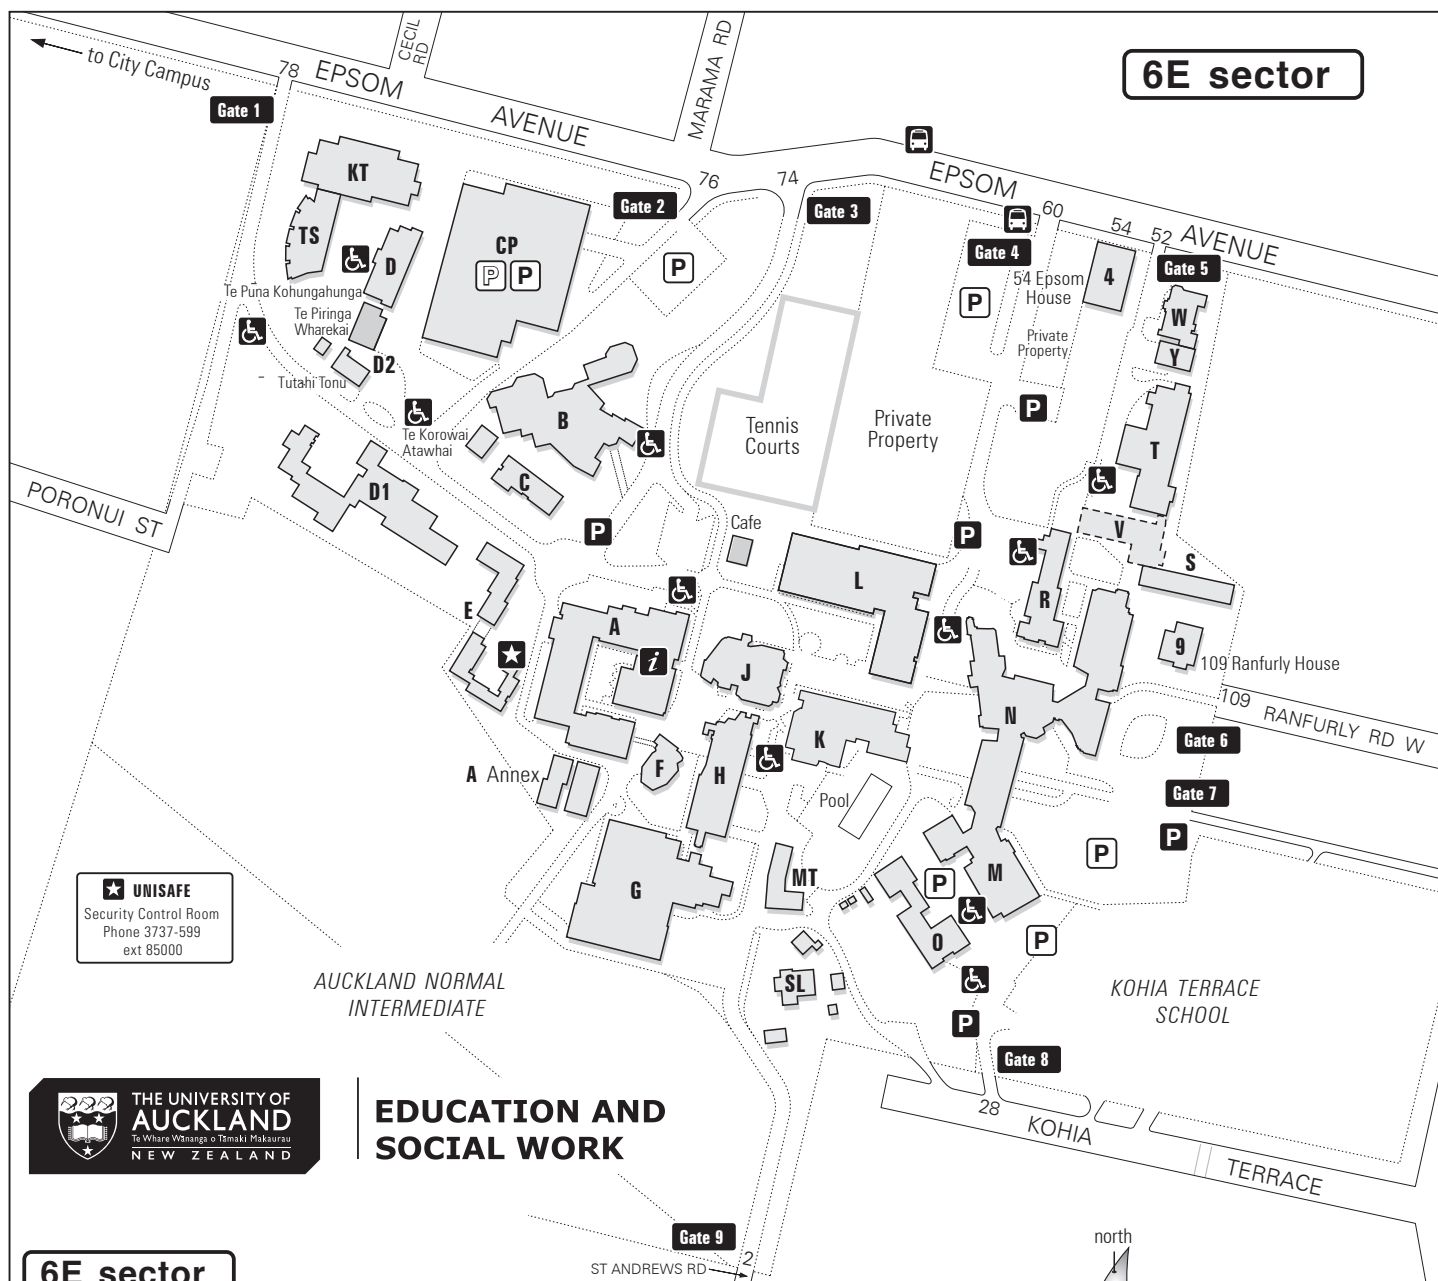 to City Campus
78
EPSOM
CECIL
RD
MARAMA RD
6E sector
Gate 1
AVENUE
KT
76
74
EPSOM
Gate 2
Gate 3
60
54
52
AVENUE
TS
D
CP
P P
P
Gate 4
Gate 5
54 Epsom
House
4
P
Te Puna Kohungahunga
Te Piringa
Wharekai
D2
Tutahi Tonu
W
Private
Property
Y
B
Te Korowai
Atawhai
Tennis
Courts
Private
Property
P
T
C
D1
PORONUI ST
P
Cafe
P
V
L
S
E
A
R
i
J
9
109 Ranfurly House
109
RANFURLY RD W
N
K
Gate 6
A Annex
F
H
Pool
Gate 7
P
P
UNISAFE
Security Control Room
Phone 3737-599
ext 85000
G
MT
P
M
O
P
AUCKLAND NORMAL
INTERMEDIATE
SL
KOHIA TERRACE
SCHOOL
P
Gate 8
THE UNIVERSITY OF
AUCKLAND
Te Whare Wānanga o Tāmaki Makaurau
NEW ZEALAND
EDUCATION AND
SOCIAL WORK
28
KOHIA
TERRACE
Gate 9
2
ST ANDREWS RD
north
6E sector